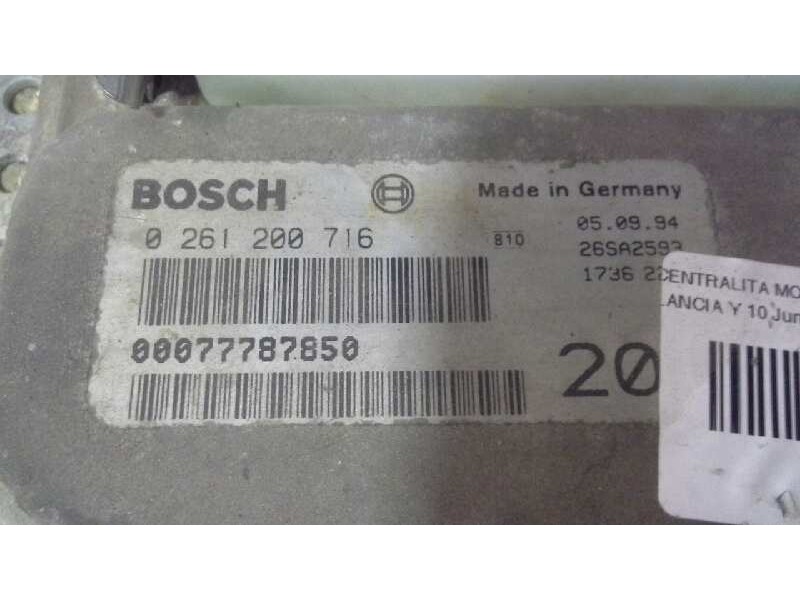 BOSCH
Made in Germany
0 261 200 716
810
05.09.94
26SA2593
1736
00077787850
20
CENTRALITA MO
LANCIA Y 10 Jun